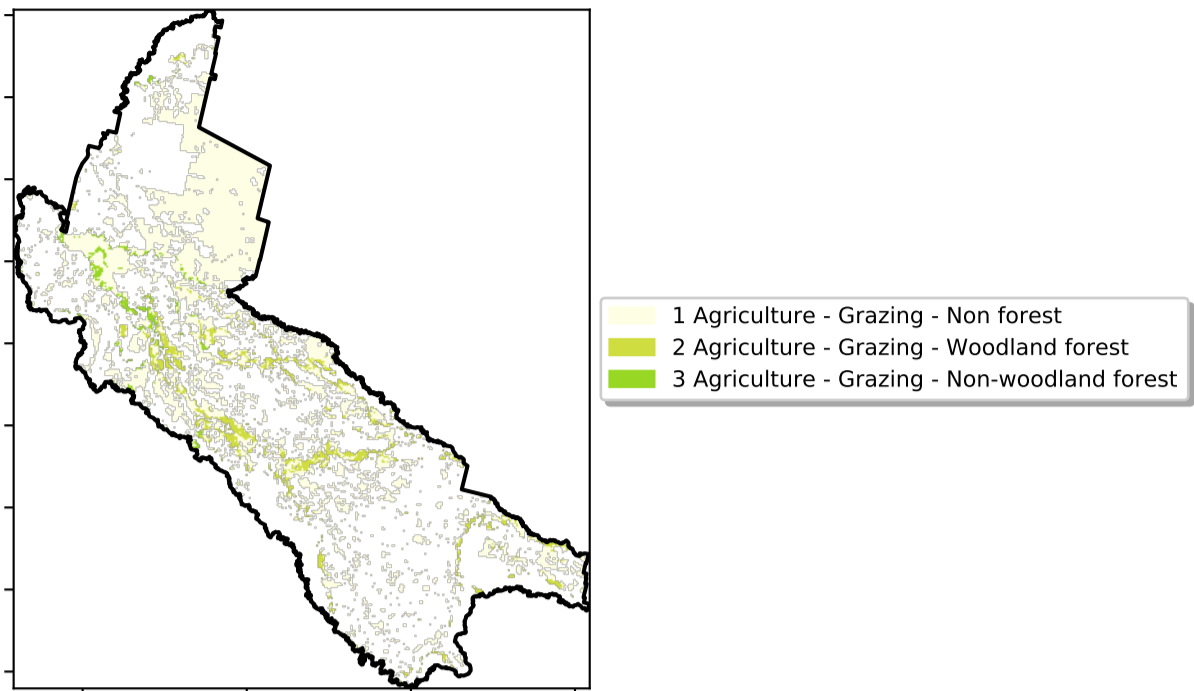 1 Agriculture - Grazing - Non forest
2 Agriculture - Grazing - Woodland forest
3 Agriculture - Grazing - Non-woodland forest